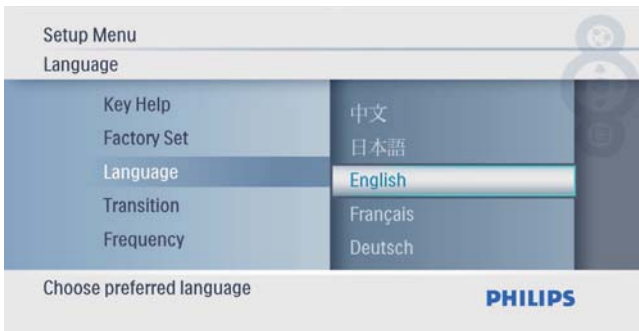 Setup Menu
Language
Key Help
Factory Set
Language
Transition
Frequency
中文
日本語
English
Français
Deutsch
Choose preferred language
PHILIPS